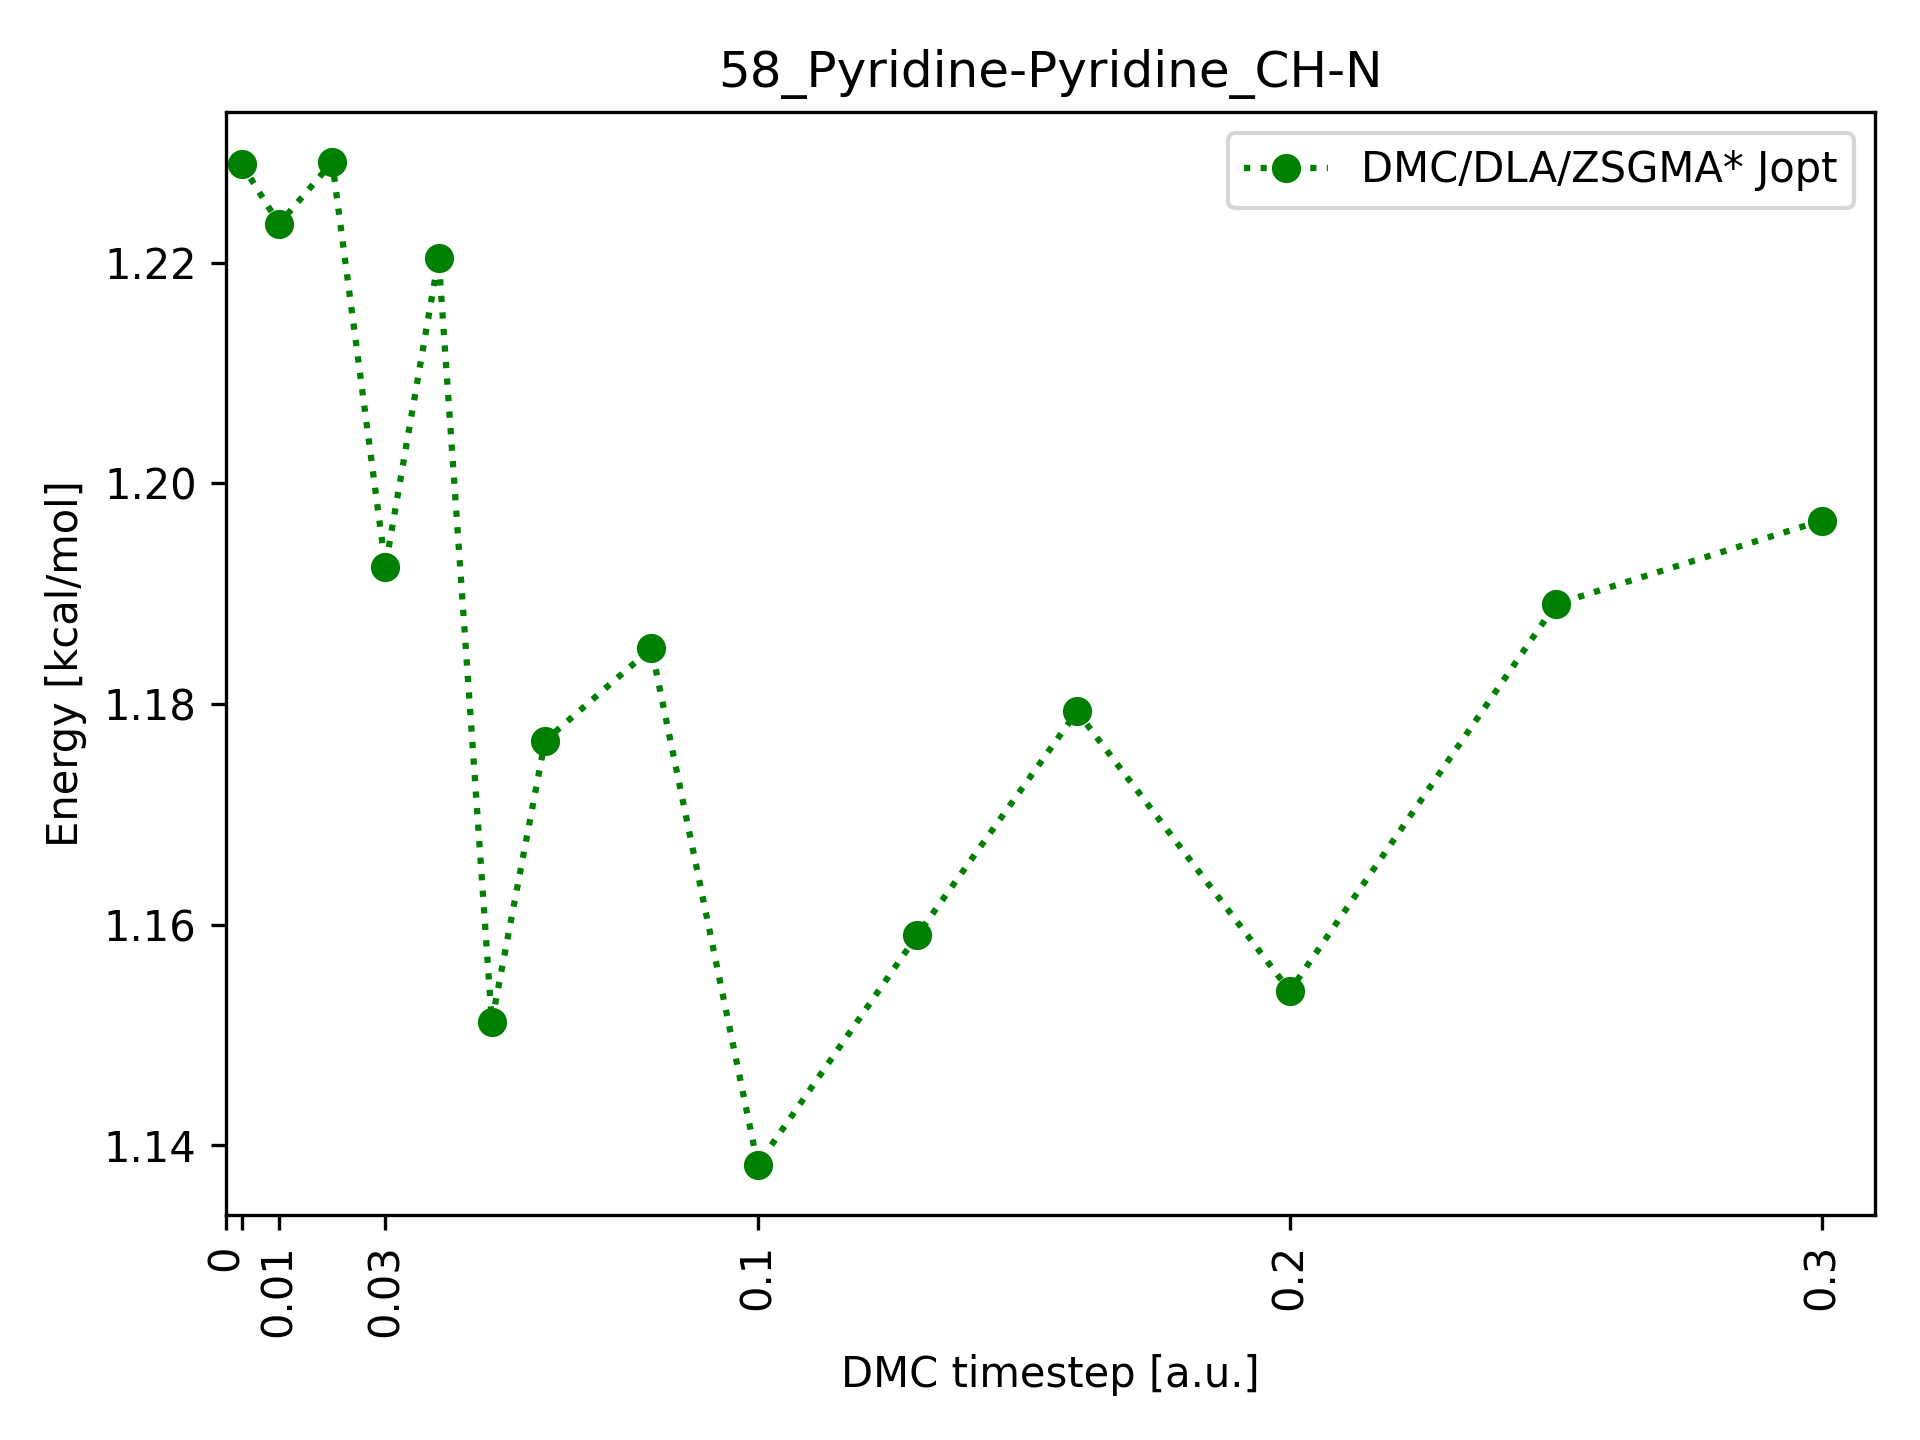 58_Pyridine-Pyridine_CH-N
DMC/DLA/ZSGMA* Jopt
Energy [kcal/mol]
1.22
1.20
1.18
1.16
1.14
0
0.01
0.03
0.1
0.2
0.3
DMC timestep [a.u.]